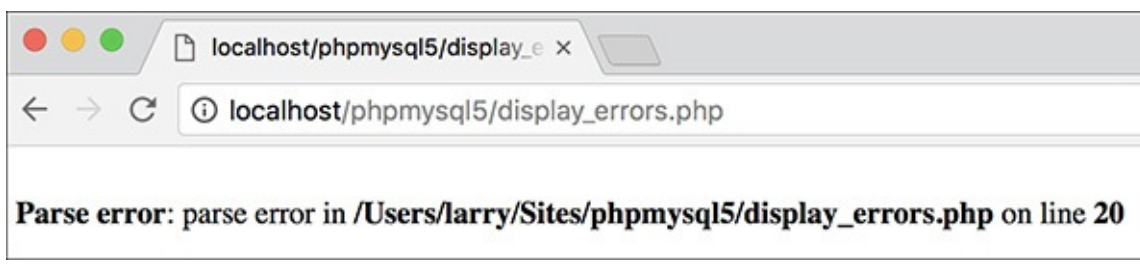 localhost/phpmysql5/display_e
localhost/phpmysql5/display_errors.php
Parse error: parse error in /Users/larry/Sites/phpmysql5/display_errors.php on line 20